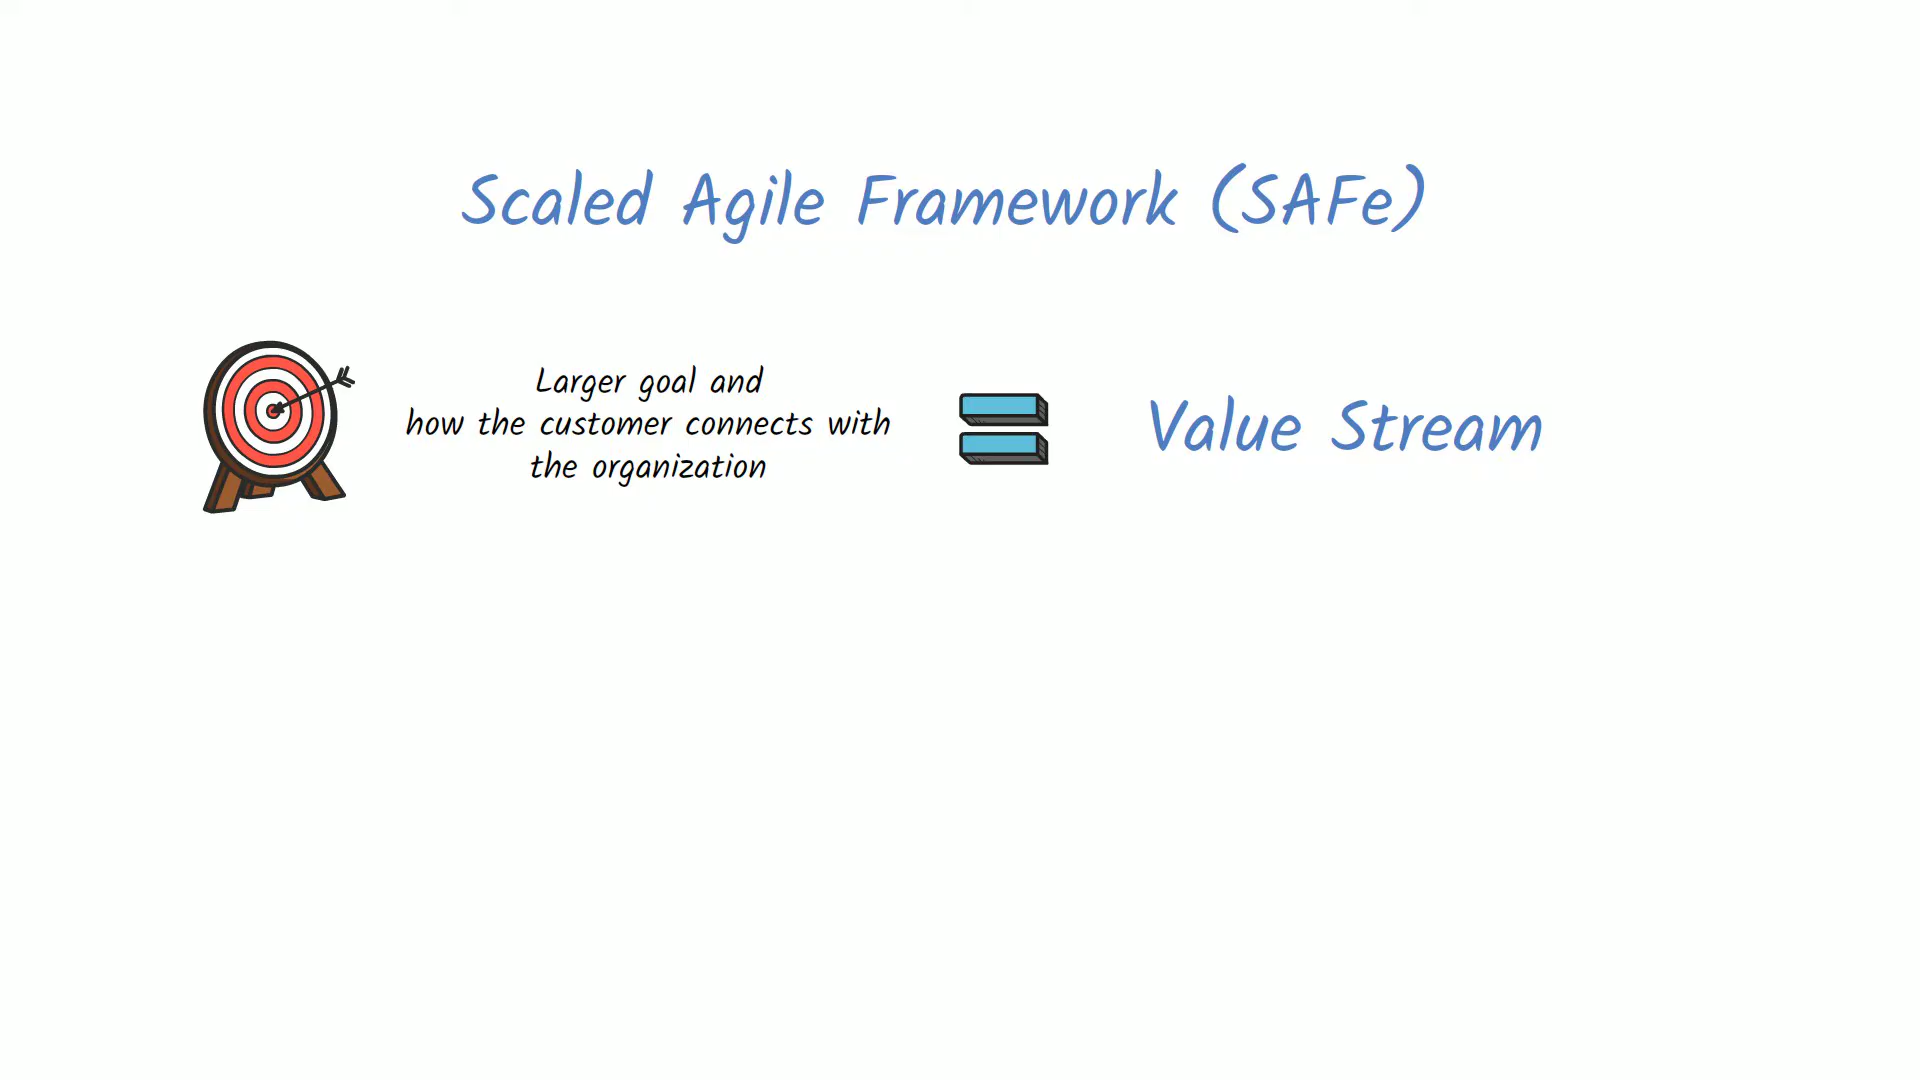 Scaled Agile Framework (SAFe)
Larger goal and
how the customer connects with
the organization
Value Stream